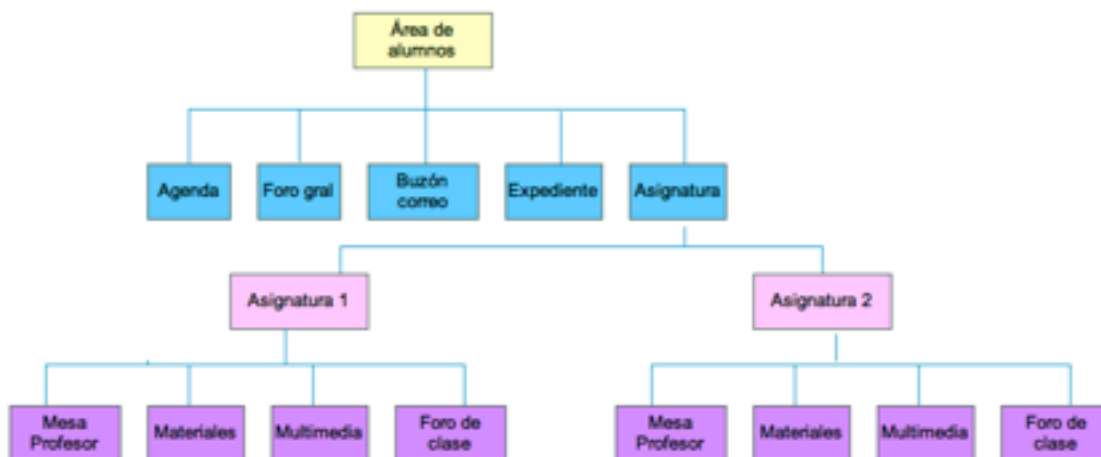 Área de
alumnos
Agenda
Foro gral
Buzón
correo
Expediente
Asignatura
Asignatura 1
Asignatura 2
Mesa
Profesor
Materiales
Multimedia
Foro de
clase
Mesa
Profesor
Materiales
Multimedia
Foro de
clase